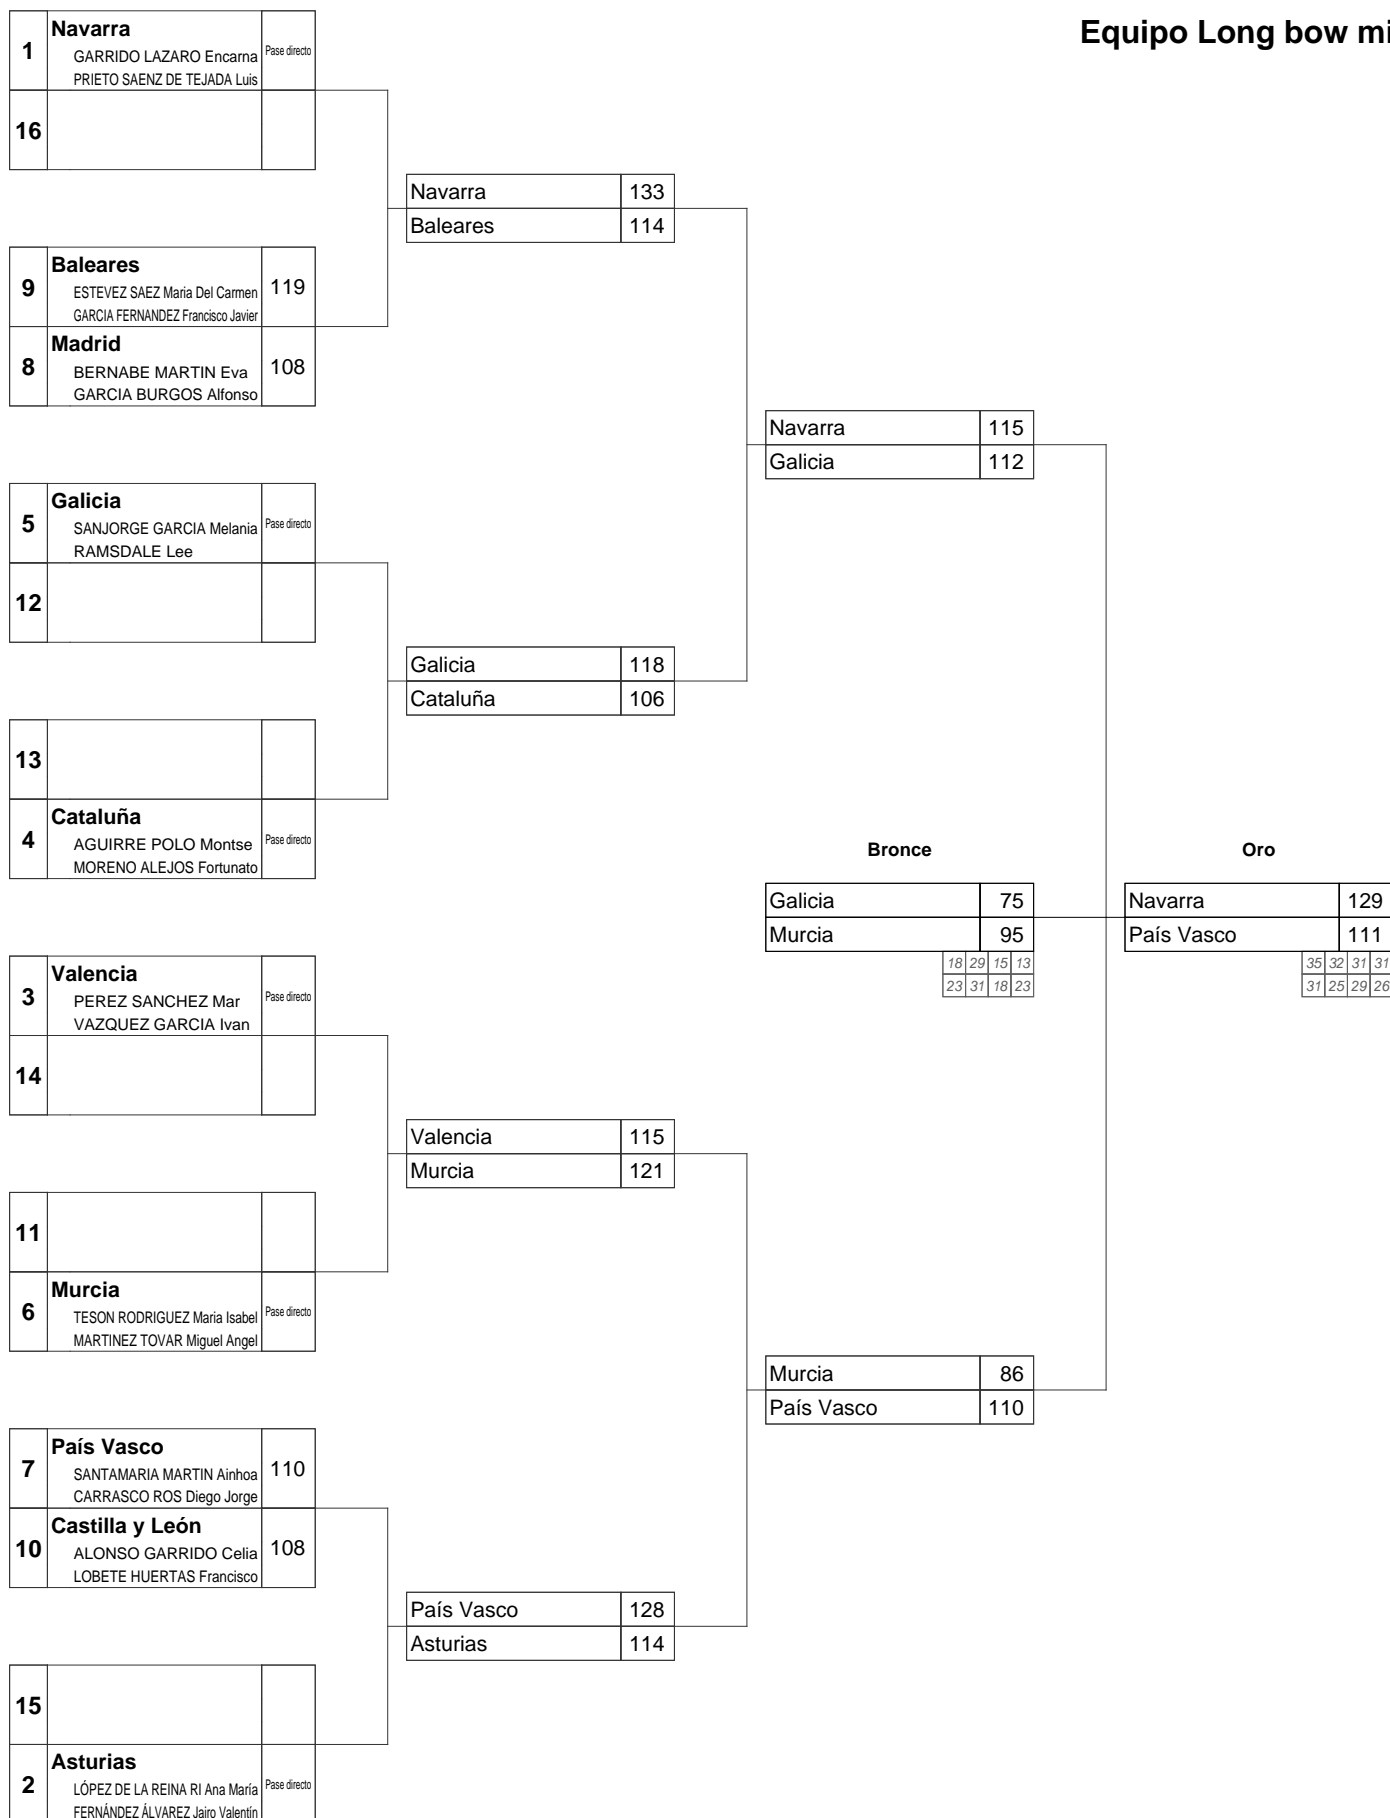 Equipo Long bow mi
1
Navarra
GARRIDO LAZARO Encarna
PRIETO SAENZ DE TEJADA Luis
Pase directo
16
Navarra 133
Baleares 114
9
Baleares
ESTEVEZ SAEZ Maria Del Carmen
GARCIA FERNANDEZ Francisco Javier
119
8
Madrid
BERNABE MARTIN Eva
GARCIA BURGOS Alfonso
108
Navarra 115
Galicia 112
5
Galicia
SANJORGE GARCIA Melania
RAMSDALE Lee
Pase directo
12
Galicia 118
Cataluña 106
13
4
Cataluña
AGUIRRE POLO Montse
MORENO ALEJOS Fortunato
Pase directo
Bronce
Galicia 75
Murcia 95
18 29 15 13
23 31 18 23
Oro
Navarra 129
País Vasco 111
35 32 31 31
31 25 29 26
3
Valencia
PEREZ SANCHEZ Mar
VAZQUEZ GARCIA Ivan
Pase directo
14
Valencia 115
Murcia 121
11
6
Murcia
TESON RODRIGUEZ Maria Isabel
MARTINEZ TOVAR Miguel Angel
Pase directo
Murcia 86
País Vasco 110
7
País Vasco
SANTAMARIA MARTIN Ainhoa
CARRASCO ROS Diego Jorge
110
10
Castilla y León
ALONSO GARRIDO Celia
LOBETE HUERTAS Francisco
108
País Vasco 128
Asturias 114
15
2
Asturias
LÓPEZ DE LA REINA RI Ana María
FERNÁNDEZ ÁLVAREZ Jairo Valentín
Pase directo